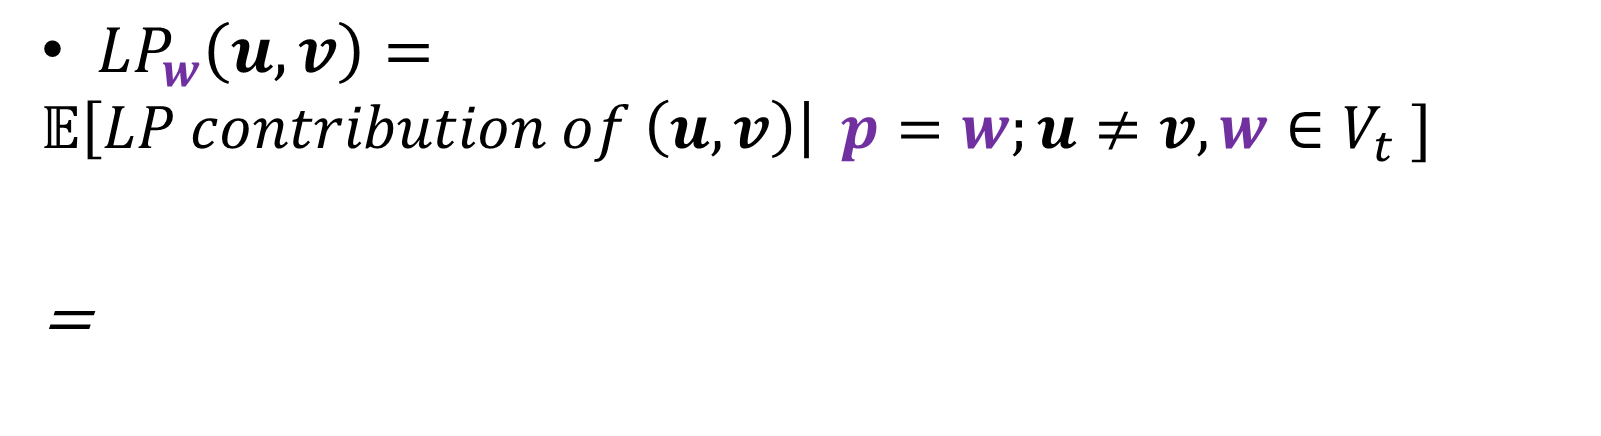 • LP_w(u, v) =
𝔼[LP contribution of (u, v)| p = w; u ≠ v, w ∈ V_t ]
=